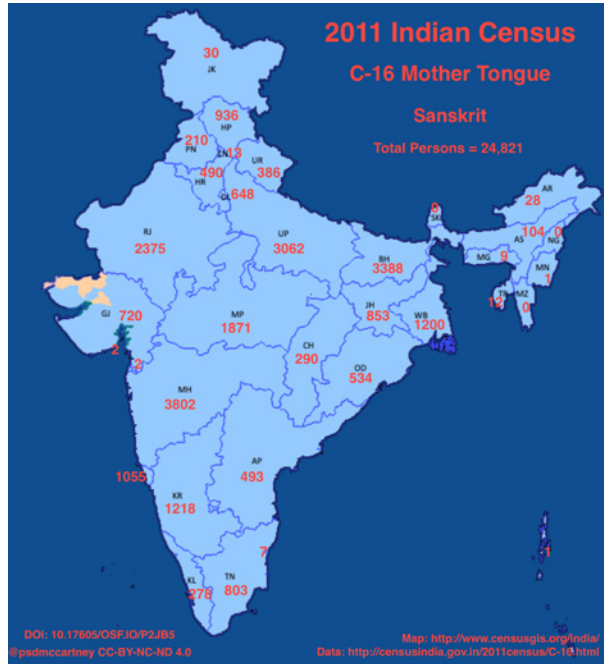 2011 Indian Census
C-16 Mother Tongue
Sanskrit
Total Persons = 24,821
30
JK
936
HP
210
PN
13
490
HR
UR
386
648
RJ
2375
UP
3062
BH
3388
SKI
AR
28
104
AS
0
NG
MG
9
MN
1
TR
12
MZ
0
GJ
720
2
2
MP
1871
JH
853
WB
1200
CH
290
OD
534
MH
3802
1055
AP
493
KR
1218
7
KL
278
TN
803
1
DOI: 10.17605/OSF.IO/P2JB5
@psdmccartney CC-BY-NC-ND 4.0
Map: http://www.censusgis.org/india/
Data: http://censusindia.gov.in/2011census/C-16.html